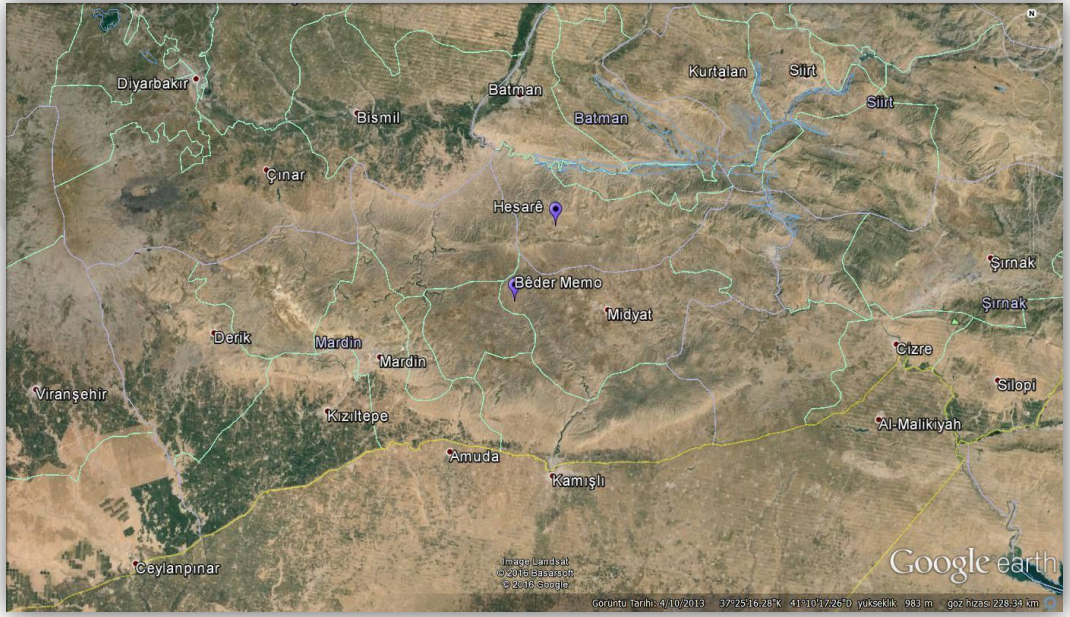 N
Diyarbakır
Batman
Kurtalan
Siirt
Siirt
Bismil
Batman
Çınar
Hesarê
Şırnak
Bêder Memo
Midyat
Şırnak
Derik
Mardin
Mardin
Cizre
Viranşehir
Silopi
Kızıltepe
Al-Malikiyah
Amuda
Kamışlı
Ceylanpınar
Image Landsat
© 2016 Basarsoft
© 2016 Google
Google earth
Görüntü Tarihi: 4/10/2013 37°25'16.28"K 41°10'17.26"D yükseklik 983 m göz hizası 228.34 km